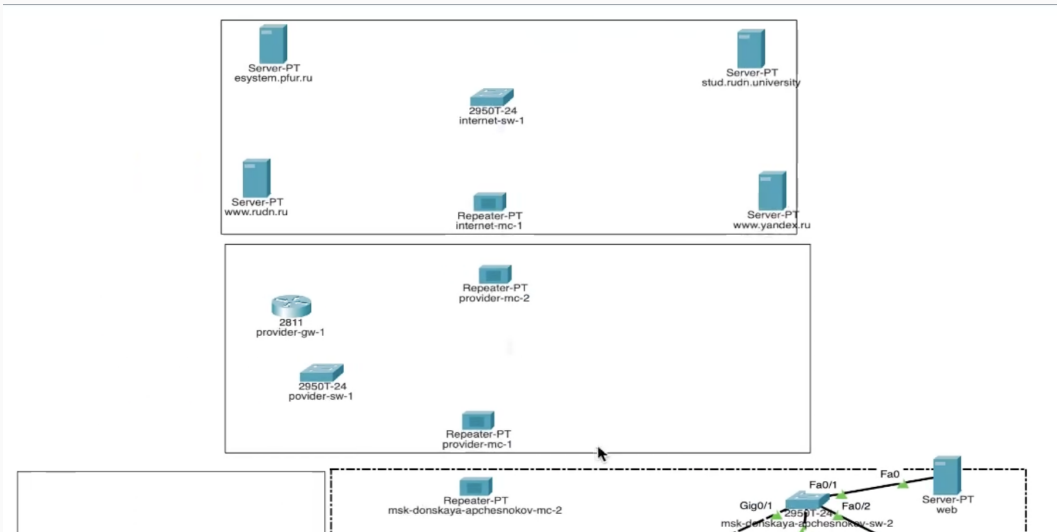 Server-PT
esystem.pfur.ru
Server-PT
stud.rudn.university
2950T-24
internet-sw-1
Server-PT
www.rudn.ru
Repeater-PT
internet-mc-1
Server-PT
www.yandex.ru
Repeater-PT
provider-mc-2
2811
provider-gw-1
2950T-24
povider-sw-1
Repeater-PT
provider-mc-1
Repeater-PT
msk-donskaya-apchesnokov-mc-2
Fa0
Fa0/1
Server-PT
web
Gig0/1
2950T-24
Fa0/2
msk-donskaya-apchesnokov-sw-2